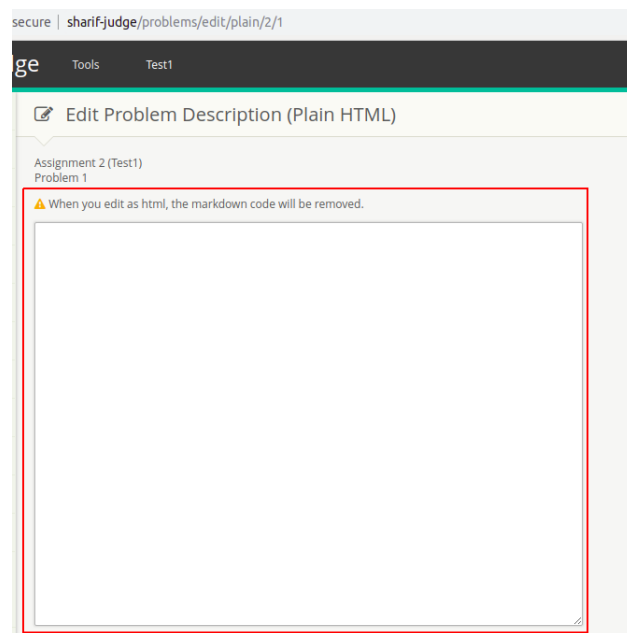 secure | sharif-judge/problems/edit/plain/2/1
ge Tools Test1
Edit Problem Description (Plain HTML)
Assignment 2 (Test1)
Problem 1
When you edit as html, the markdown code will be removed.